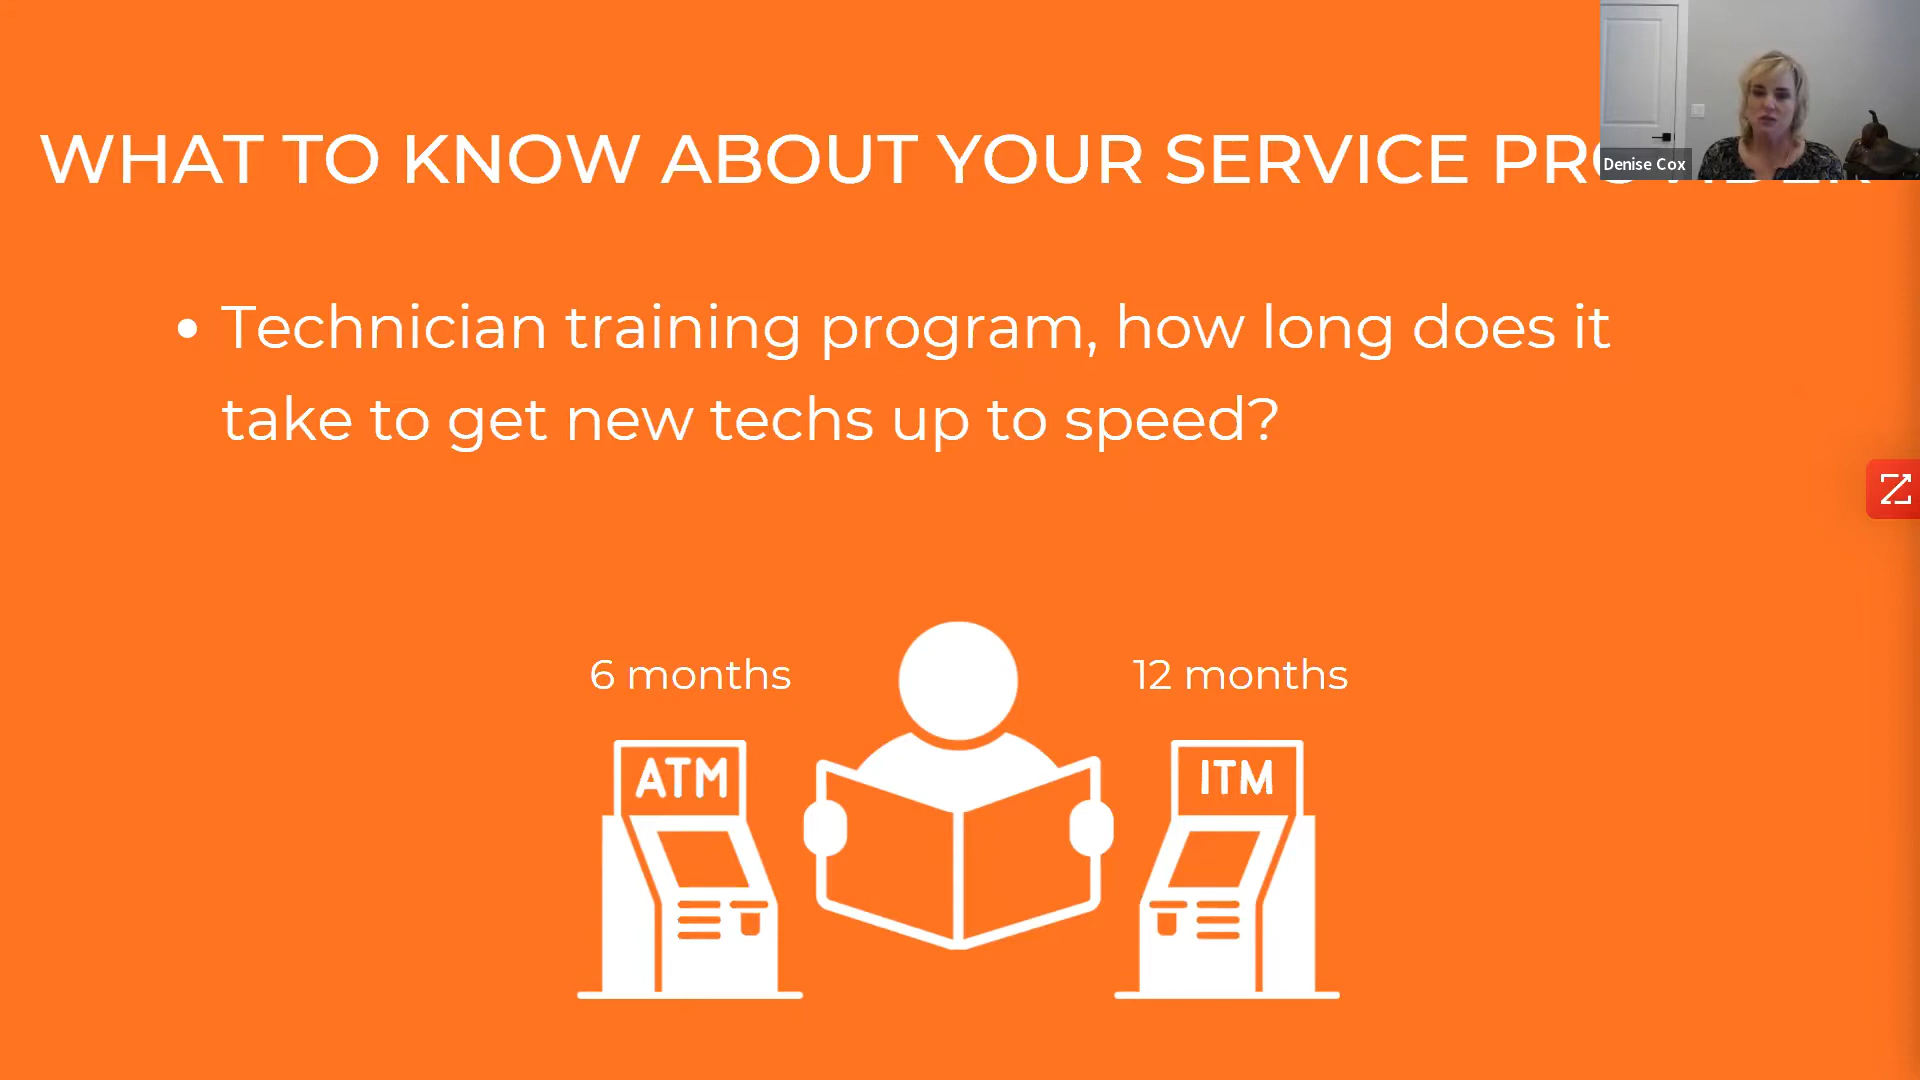 WHAT TO KNOW ABOUT YOUR SERVICE PROVIDER
Denise Cox
• Technician training program, how long does it
take to get new techs up to speed?
6 months
12 months
ATM
ITM